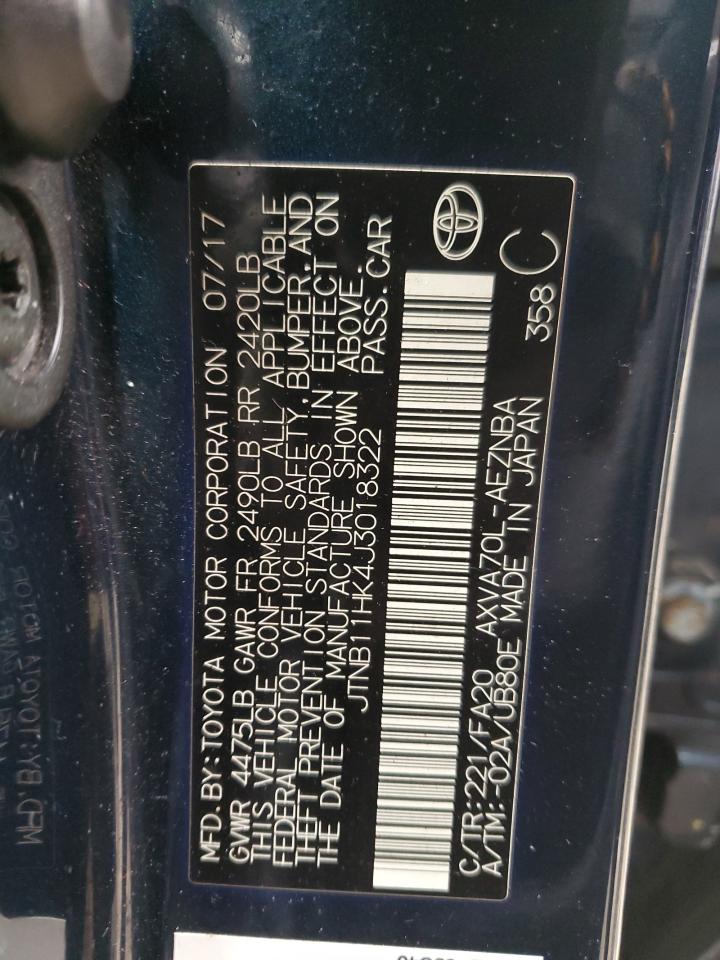 MFD. BY: TOYOTA MOTOR CORPORATION 07/17
GVWR 4475LB GAWR FR 2490LB RR 2420LB
THIS VEHICLE CONFORMS TO ALL APPLICABLE
FEDERAL MOTOR VEHICLE SAFETY, BUMPER, AND
THEFT PREVENTION STANDARDS IN EFFECT ON
THE DATE OF MANUFACTURE SHOWN ABOVE.
JTNB11HK4J3018322 PASS. CAR
C/TR:221/FA20 AXVA70L-AEZNBA
A/TM:-02A/UB80E MADE IN JAPAN
358 C